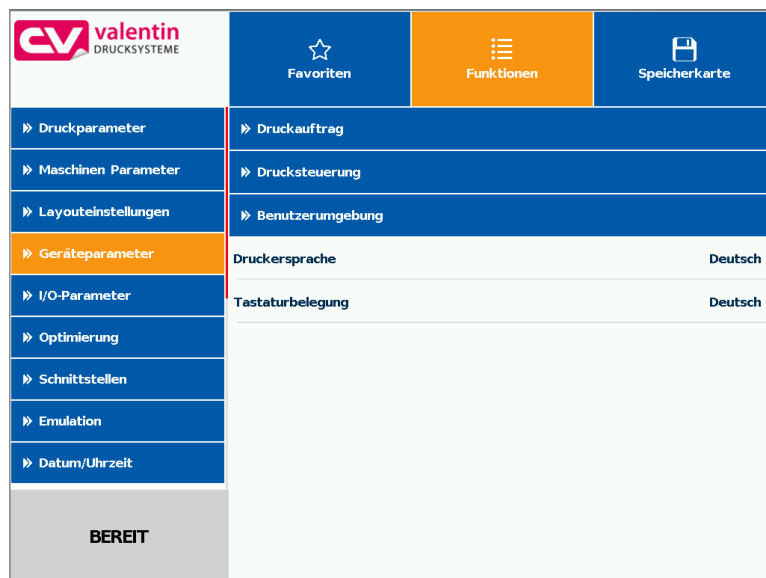 valentin
DRUCKSYSTEME
Favoriten
Funktionen
Speicherkarte
Druckparameter
Maschinen Parameter
Layouteinstellungen
Geräteparameter
I/O-Parameter
Optimierung
Schnittstellen
Emulation
Datum/Uhrzeit
BEREIT
Druckauftrag
Drucksteuerung
Benutzerumgebung
Druckersprache Deutsch
Tastaturbelegung Deutsch